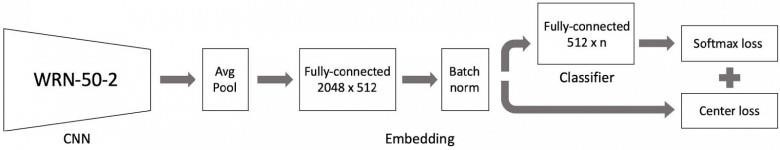 WRN-50-2
CNN
Avg
Pool
Fully-connected
2048 x 512
Batch
norm
Embedding
Fully-connected
512 x n
Classifier
Softmax loss
+
Center loss